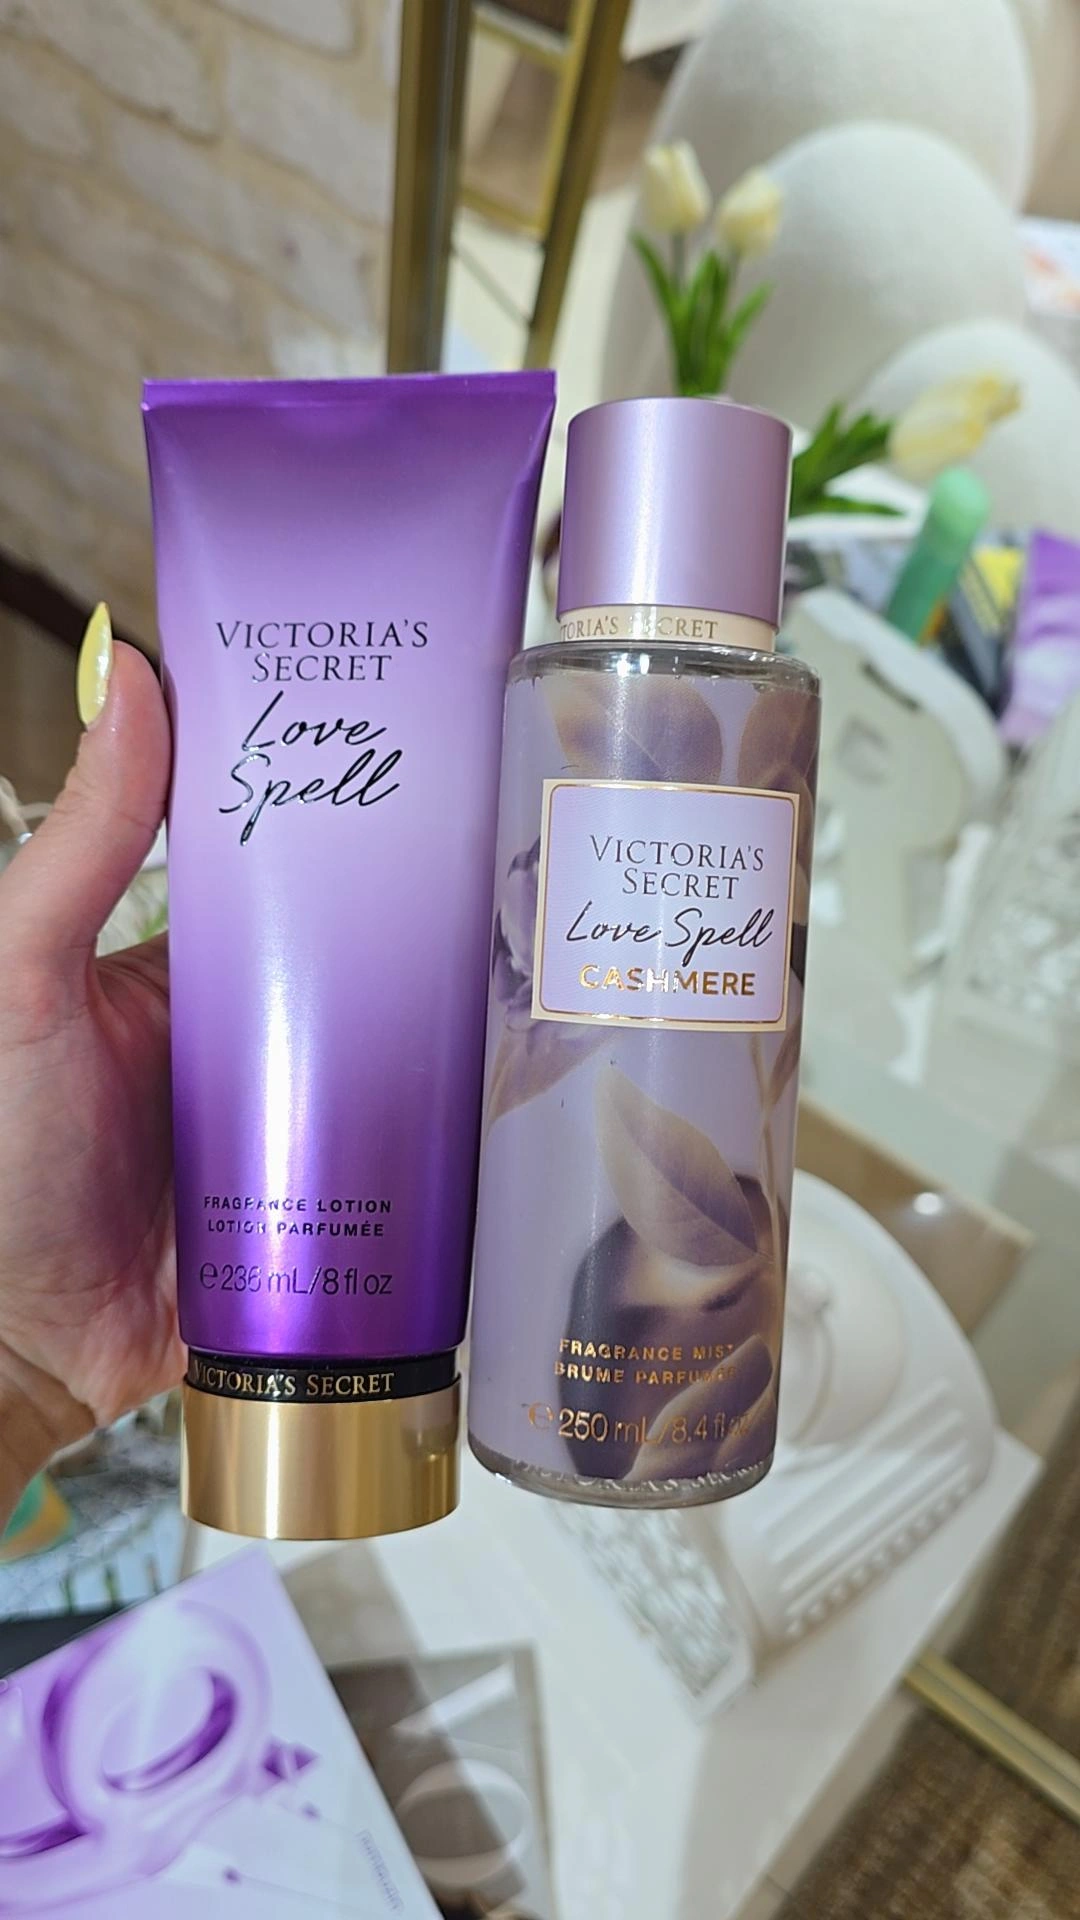 VICTORIA'S
SECRET
Love
Spell
FRAGRANCE LOTION
LOTION PARFUMÉE
℮ 236 mL/8 fl oz
VICTORIA'S SECRET
SECRET
VICTORIA'S
SECRET
Love Spell
CASHMERE
FRAGRANCE MIST
BRUME PARFUMÉE
℮ 250 mL/8.4 fl oz